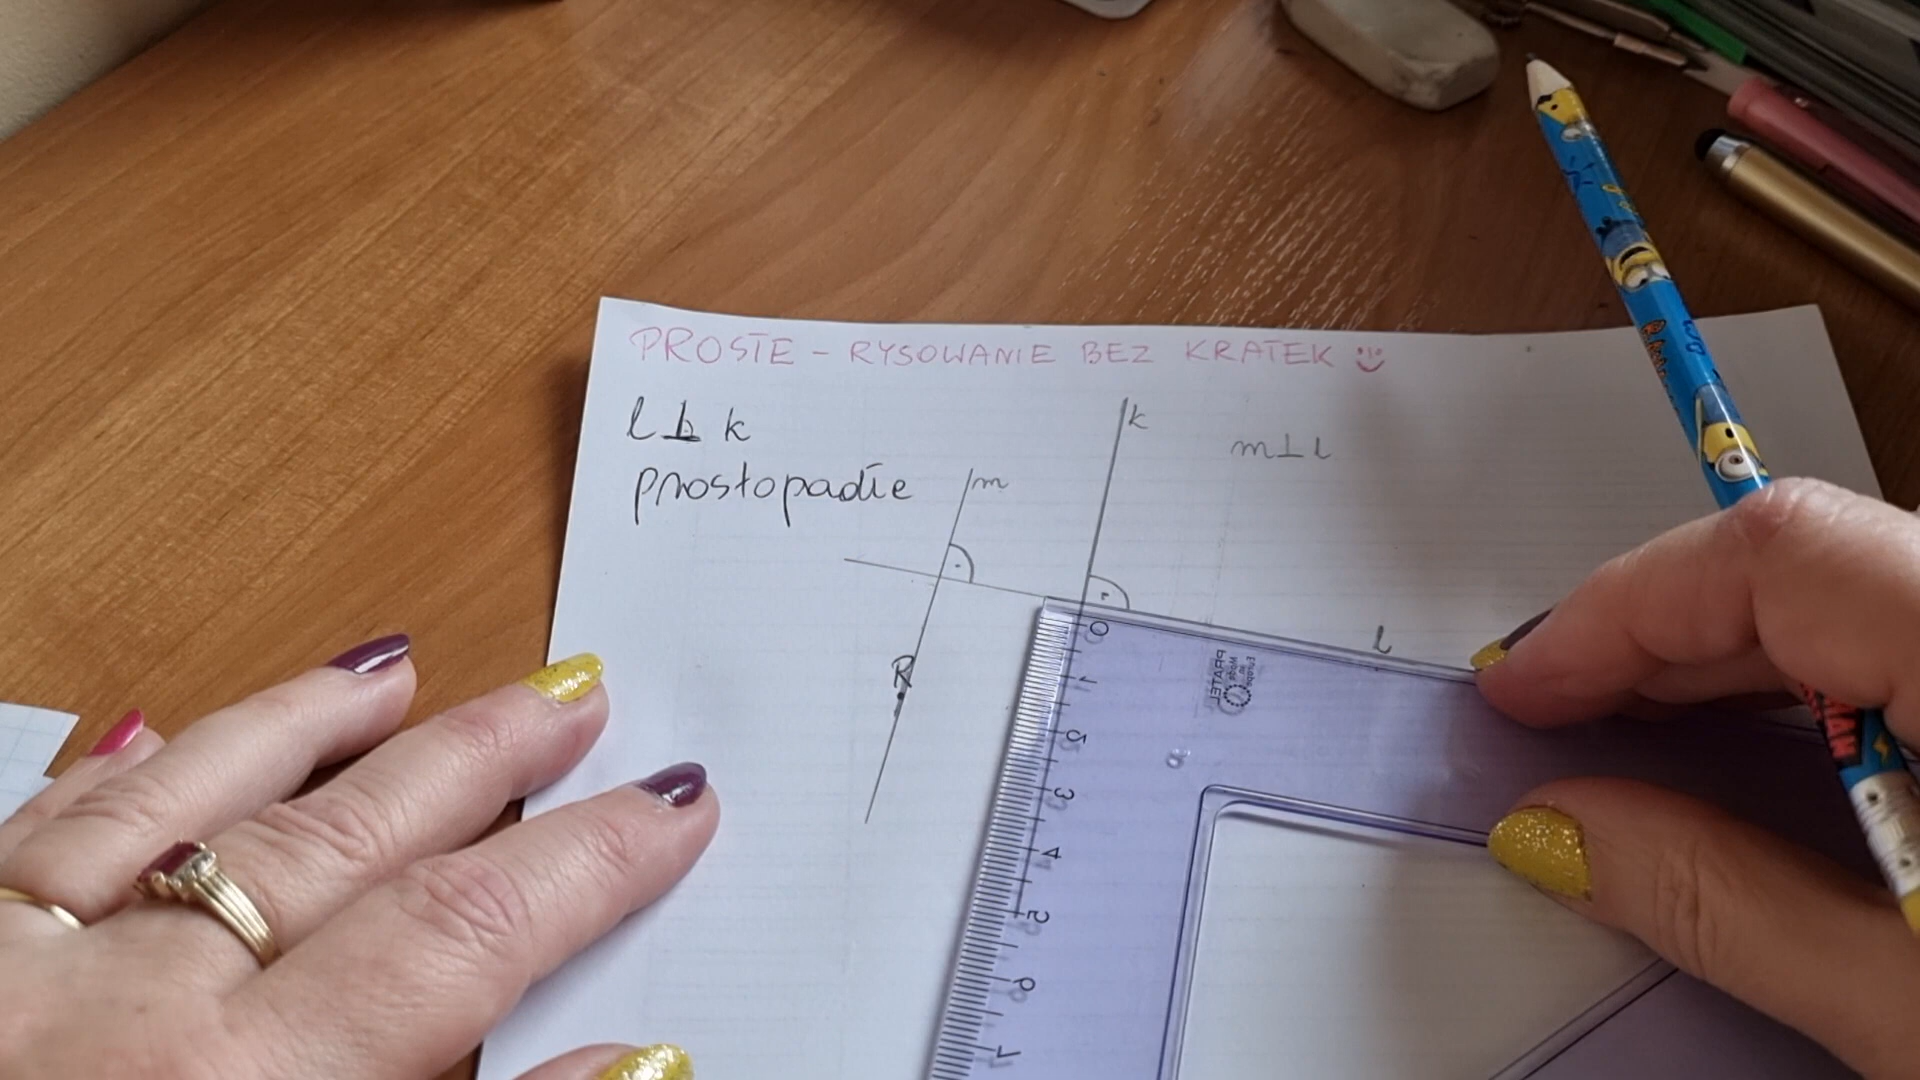 PROSTE - RYSOWANIE BEZ KRATEK
l ⊥ k
prostopadłe
k
m ⊥ l
m
l
R
0
1
2
3
4
5
6
7
PRATEL